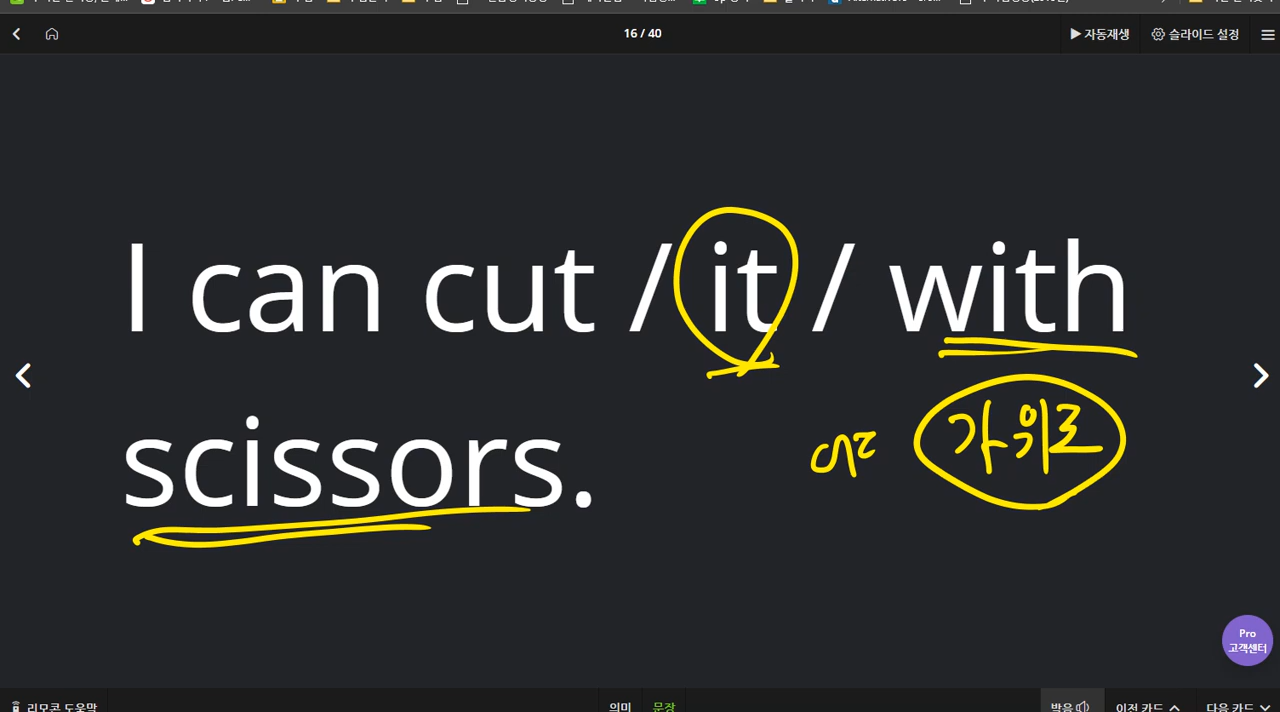 16 / 40
▶ 자동재생
슬라이드 설정
I can cut / it / with
가위로
scissors.
Pro
고객센터
리모콘 도움말
의미
문장
발음
이전 카드
다음 카드